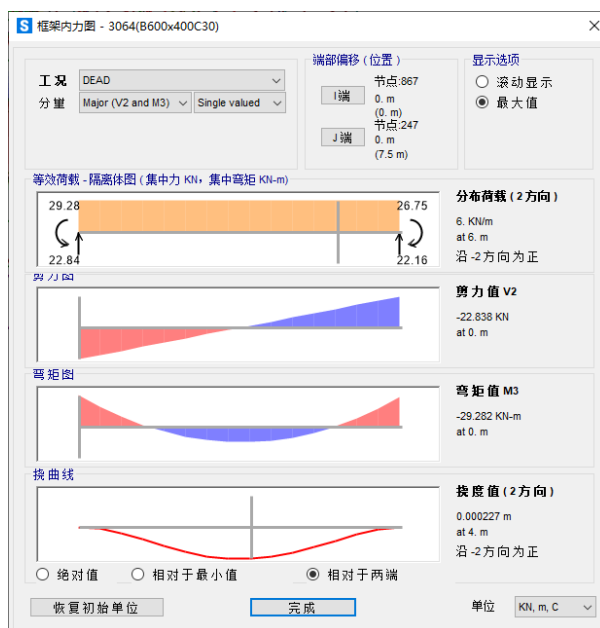 框架内力图 - 3064(B600x400C30)
工况 DEAD
分量 Major (V2 and M3) Single valued
端部偏移(位置)
I端
节点:867
0. m
(0. m)
J端
节点:247
0. m
(7.5 m)
显示选项
滚动显示
最大值
等效荷载 - 隔离体图(集中力 KN, 集中弯矩 KN-m)
29.28 26.75
22.84 22.16
分布荷载(2方向)
6. KN/m
at 6. m
沿 -2方向为正
剪力图
剪力值 V2
-22.838 KN
at 0. m
弯矩图
弯矩值 M3
-29.282 KN-m
at 0. m
挠曲线
挠度值(2方向)
0.000227 m
at 4. m
沿 -2方向为正
绝对值 相对于最小值 相对于两端
恢复初始单位 完成 单位 KN, m, C